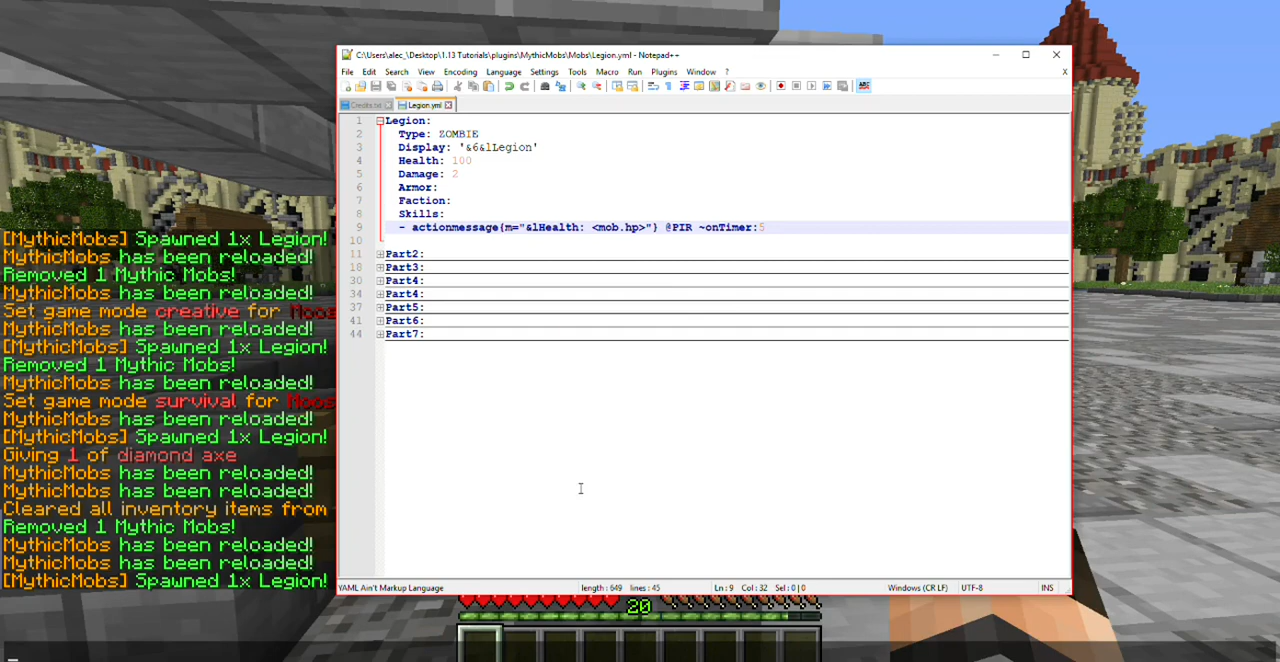 C:\Users\alec_\Desktop\1.13 Tutorials\plugins\MythicMobs\Mobs\Legion.yml - Notepad++
File Edit Search View Encoding Language Settings Tools Macro Run Plugins Window ? X
Credits.txt Legion.yml
1 Legion:
2 Type: ZOMBIE
3 Display: '&6&lLegion'
4 Health: 100
5 Damage: 2
6 Armor:
7 Faction:
8 Skills:
9 - actionmessage{m="&lHealth: <mob.hp>"} @PIR ~onTimer:5
10
11 Part2:
18 Part3:
30 Part4:
34 Part4:
37 Part5:
41 Part6:
44 Part7:
YAML Ain't Markup Language length : 649 lines : 45 Ln : 9 Col : 32 Sel : 0 | 0 Windows (CR LF) UTF-8 INS
[MythicMobs] Spawned 1x Legion!
MythicMobs has been reloaded!
Removed 1 Mythic Mobs!
MythicMobs has been reloaded!
Set game mode creative for Moos
MythicMobs has been reloaded!
[MythicMobs] Spawned 1x Legion!
Removed 1 Mythic Mobs!
MythicMobs has been reloaded!
Set game mode survival for Moos
MythicMobs has been reloaded!
[MythicMobs] Spawned 1x Legion!
Giving 1 of diamond axe
MythicMobs has been reloaded!
MythicMobs has been reloaded!
Cleared all inventory items from
Removed 1 Mythic Mobs!
MythicMobs has been reloaded!
MythicMobs has been reloaded!
[MythicMobs] Spawned 1x Legion!
20